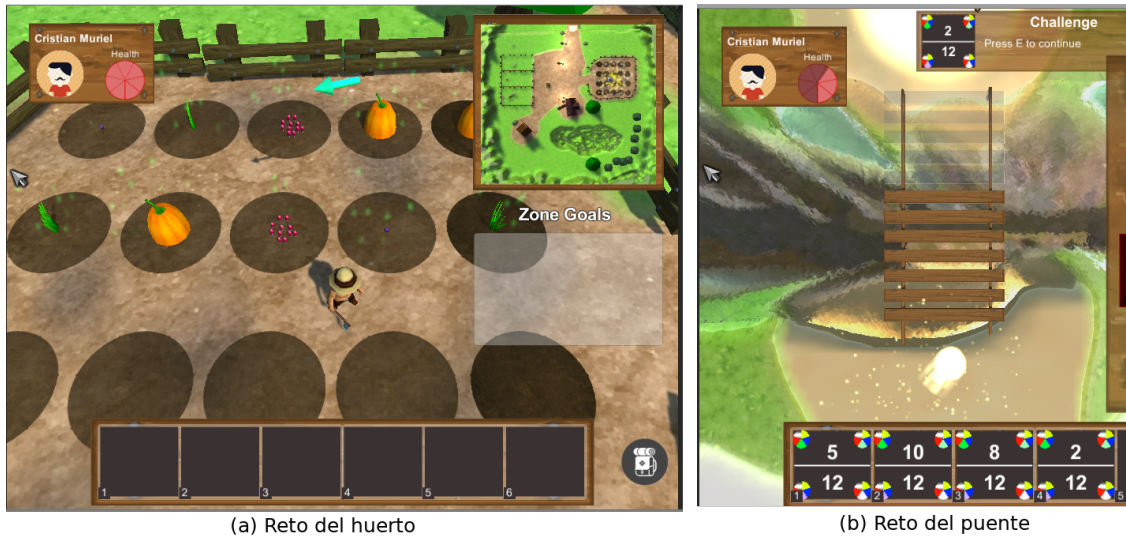 Cristian Muriel
Health
Zone Goals
1
2
3
4
5
6
(a) Reto del huerto
Cristian Muriel
Health
2
12
Challenge
Press E to continue
5
12
1
10
12
2
8
12
3
2
12
4
5
(b) Reto del puente